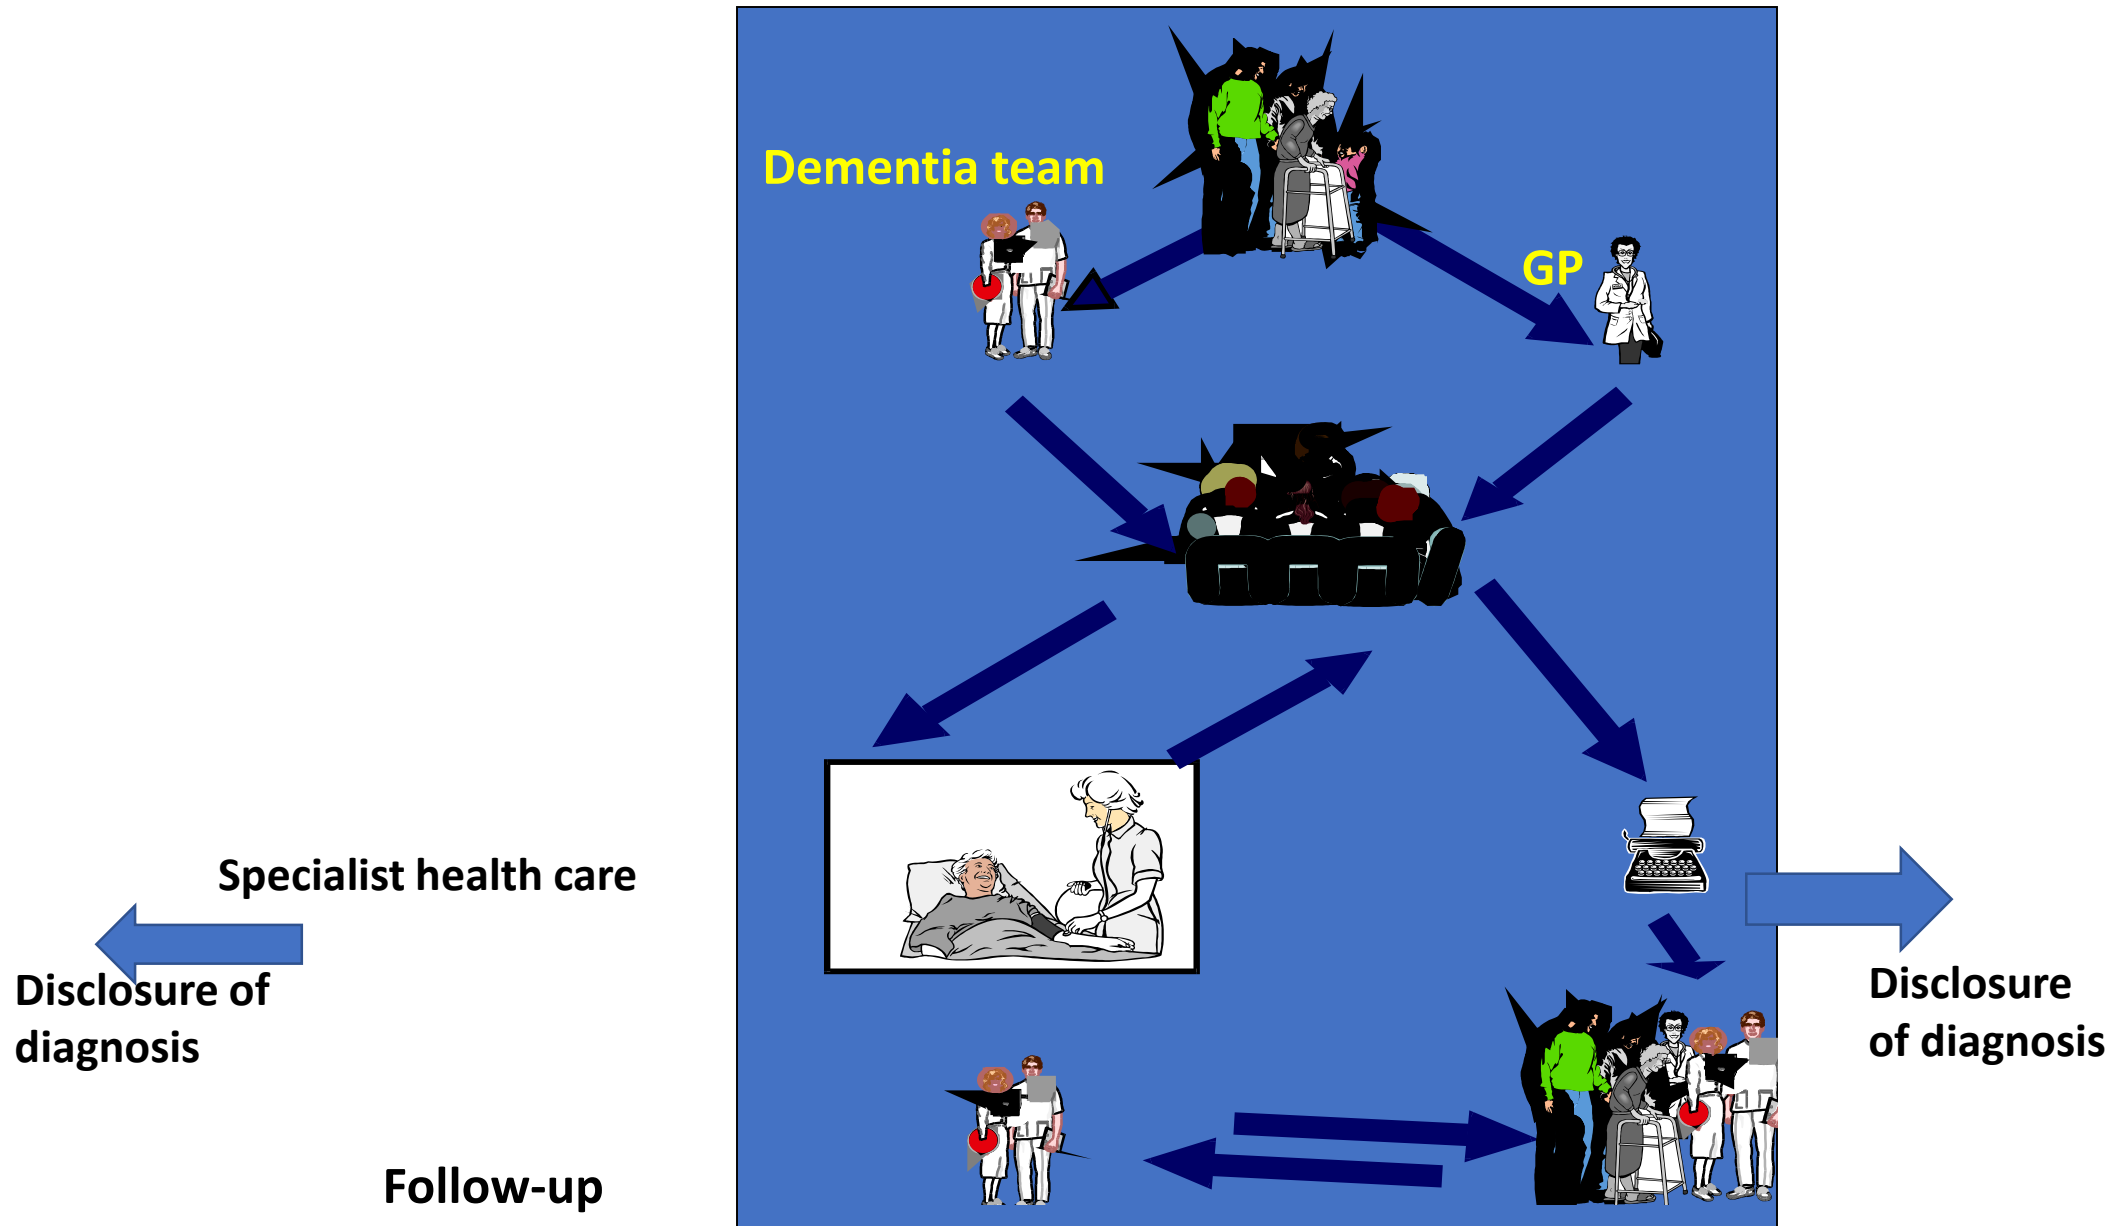 Dementia team
GP
Specialist health care
Disclosure of
diagnosis
Disclosure
of diagnosis
Follow-up